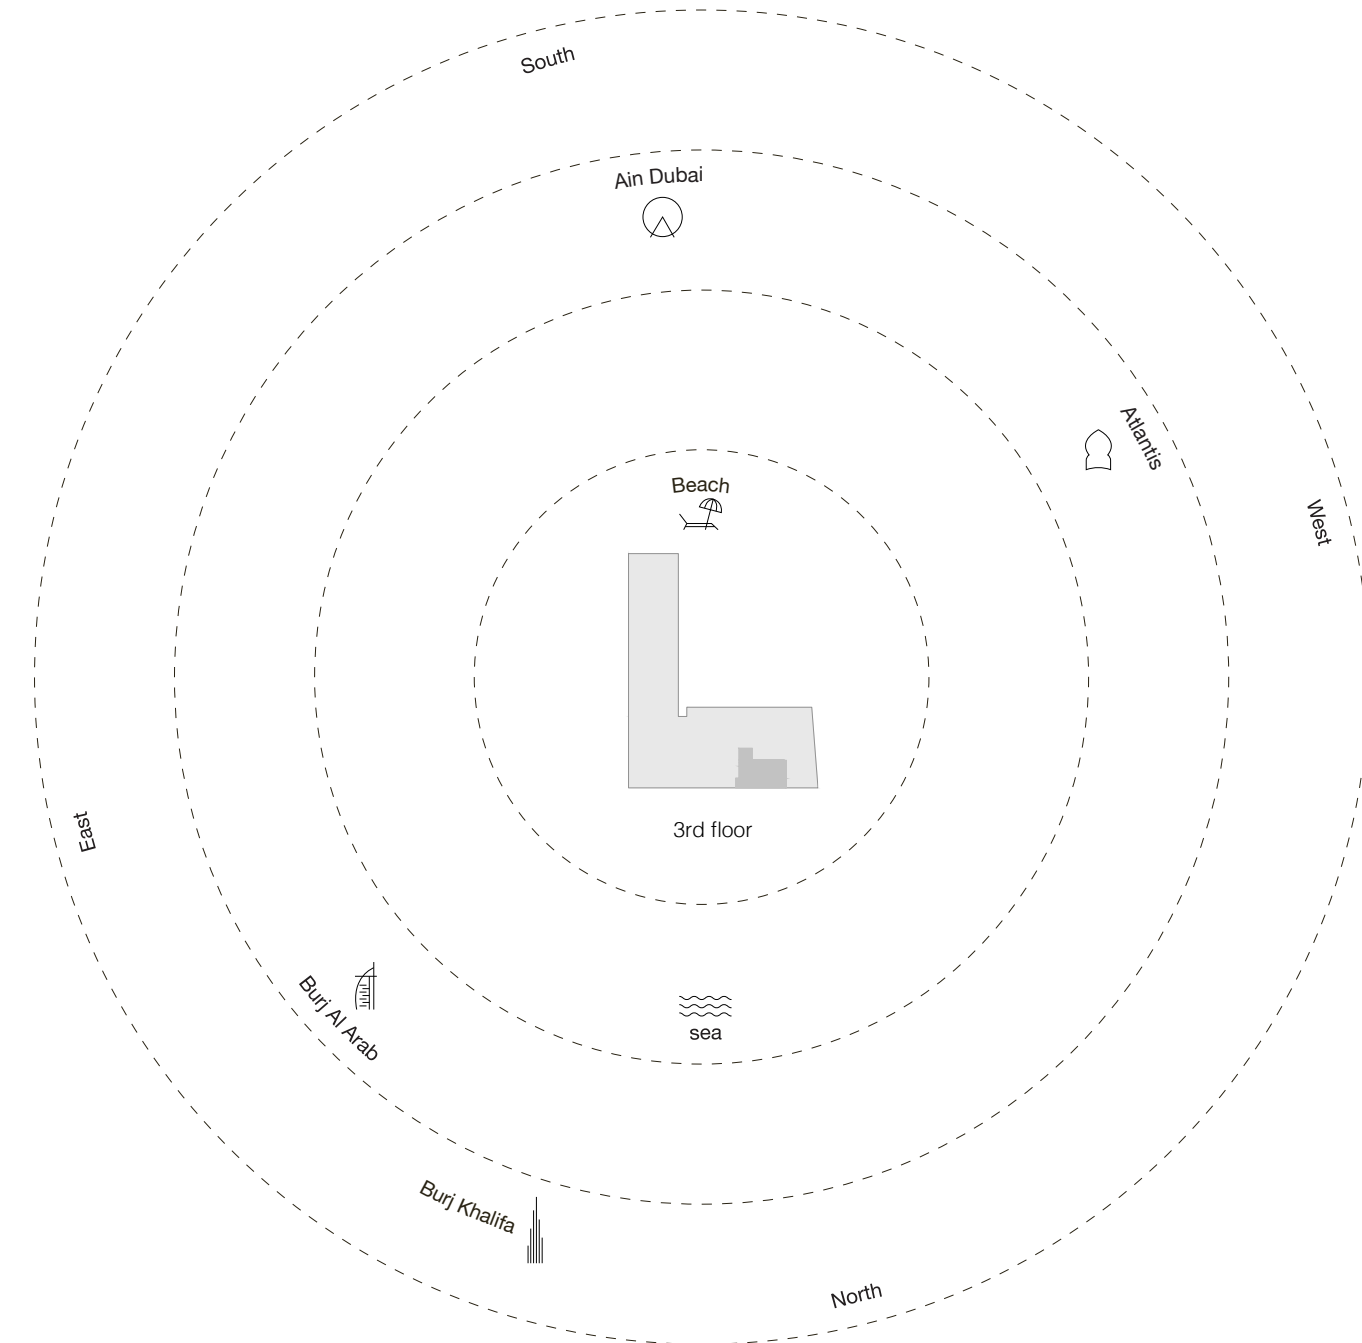 South
Ain Dubai
Atlantis
Beach
West
3rd floor
East
Burj Al Arab
sea
Burj Khalifa
North